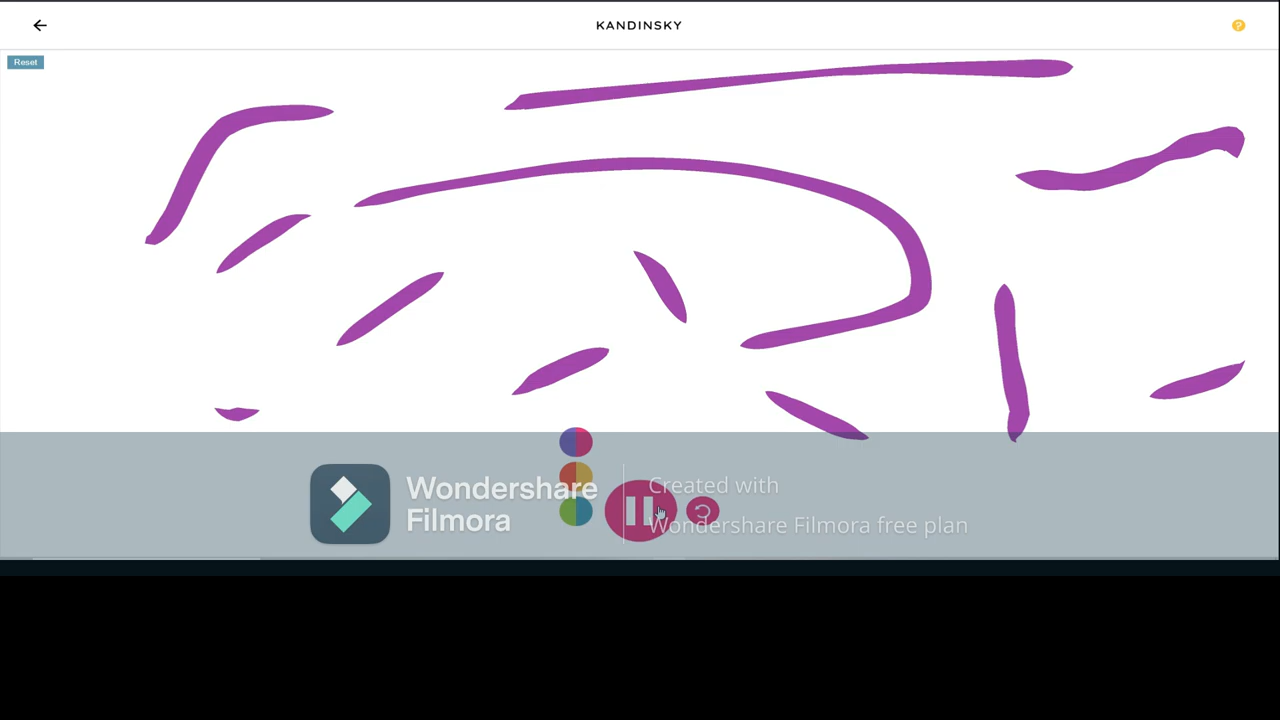 KANDINSKY
?
Reset
Wondershare
Filmora
Created with
Wondershare Filmora free plan